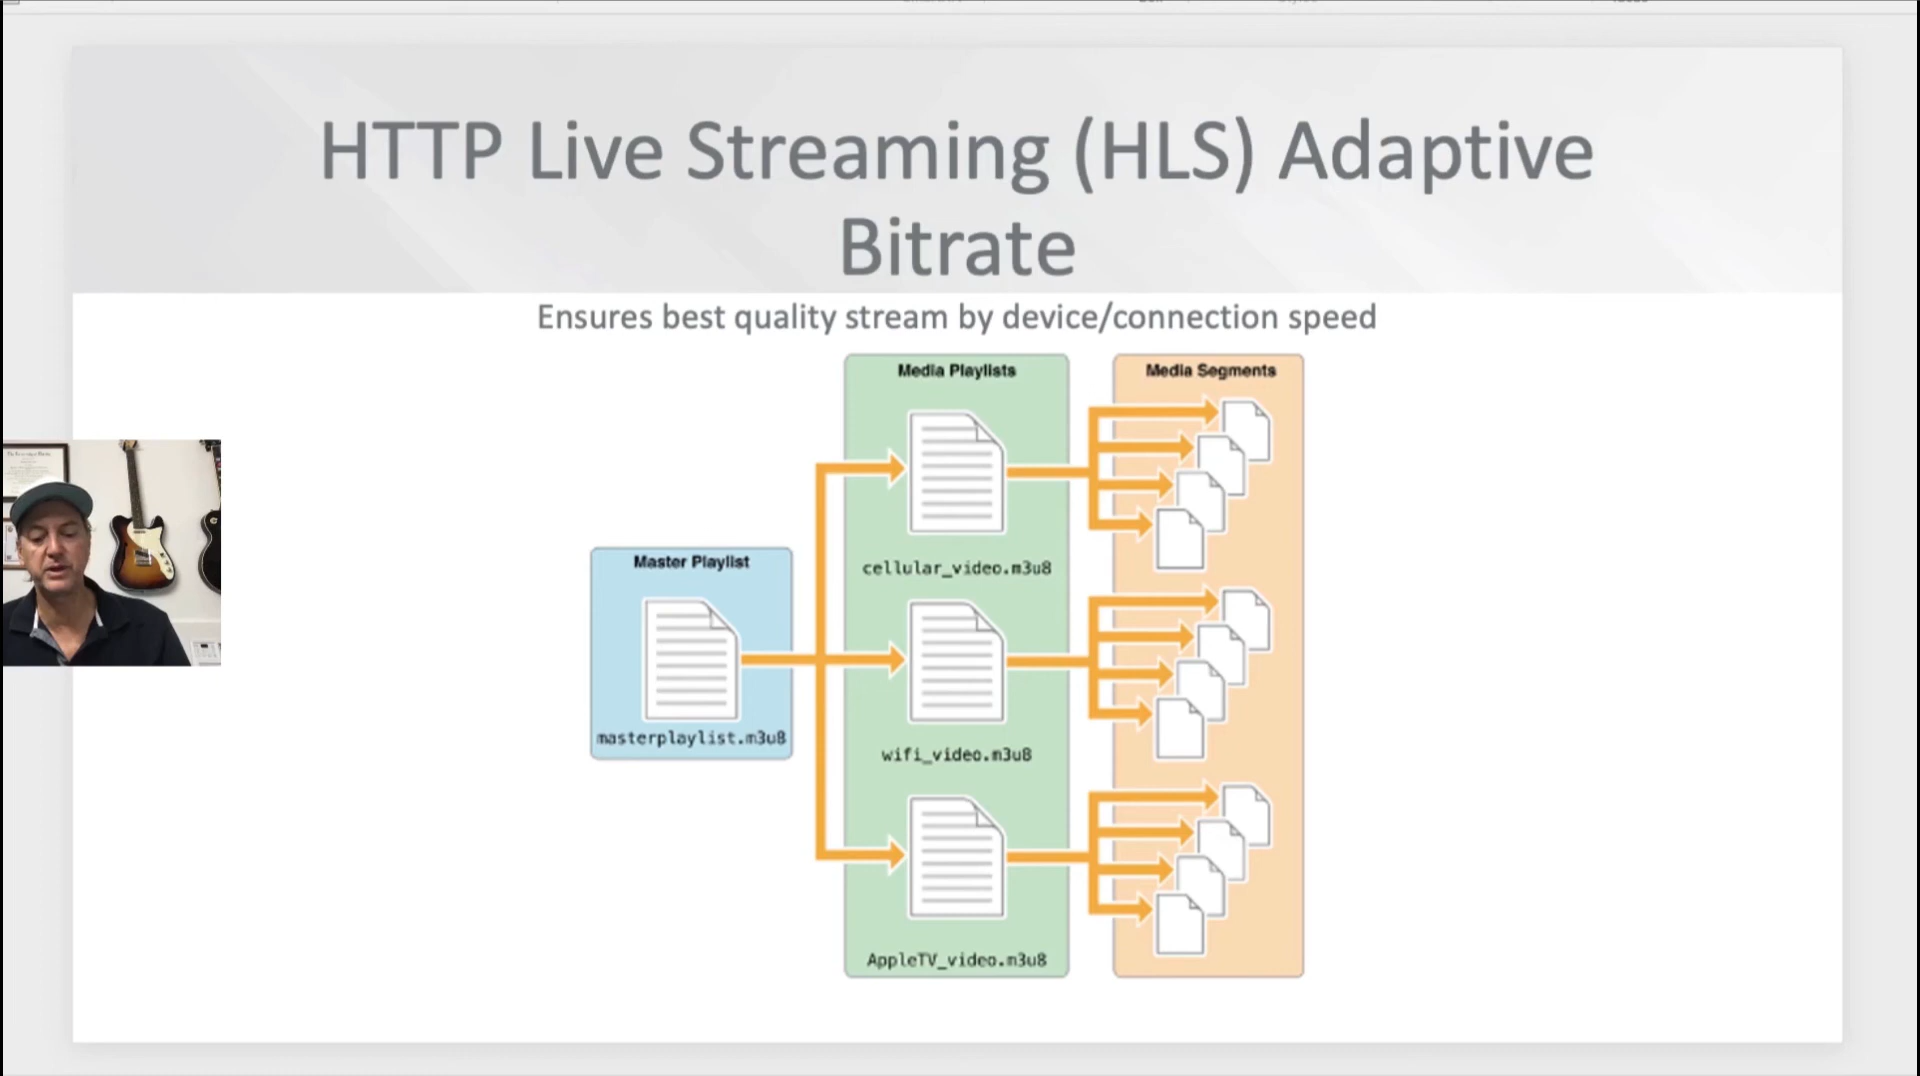 HTTP Live Streaming (HLS) Adaptive
Bitrate
Ensures best quality stream by device/connection speed
Media Playlists
Media Segments
cellular_video.m3u8
Master Playlist
masterplaylist.m3u8
wifi_video.m3u8
AppleTV_video.m3u8